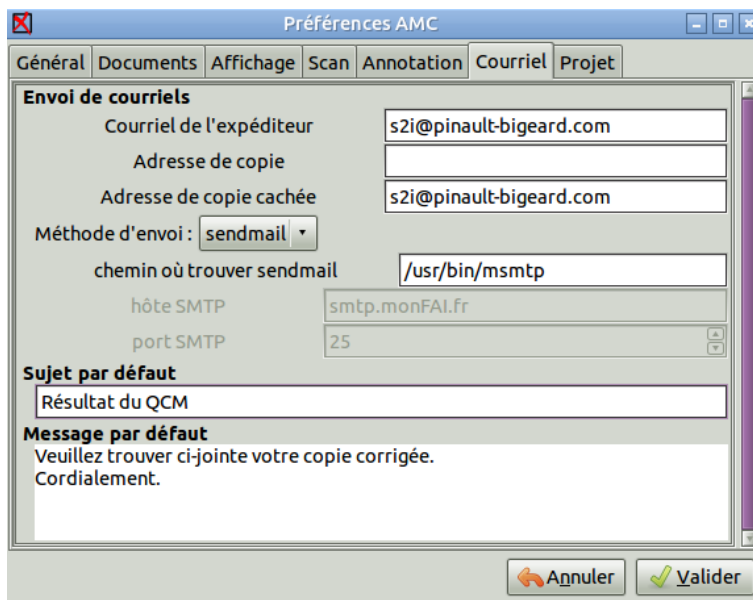 Préférences AMC
Général Documents Affichage Scan Annotation Courriel Projet
Envoi de courriels
Courriel de l'expéditeur s2i@pinault-bigeard.com
Adresse de copie
Adresse de copie cachée s2i@pinault-bigeard.com
Méthode d'envoi : sendmail
chemin où trouver sendmail /usr/bin/msmtp
hôte SMTP smtp.monFAI.fr
port SMTP 25
Sujet par défaut
Résultat du QCM
Message par défaut
Veuillez trouver ci-jointe votre copie corrigée.
Cordialement.
Annuler Valider